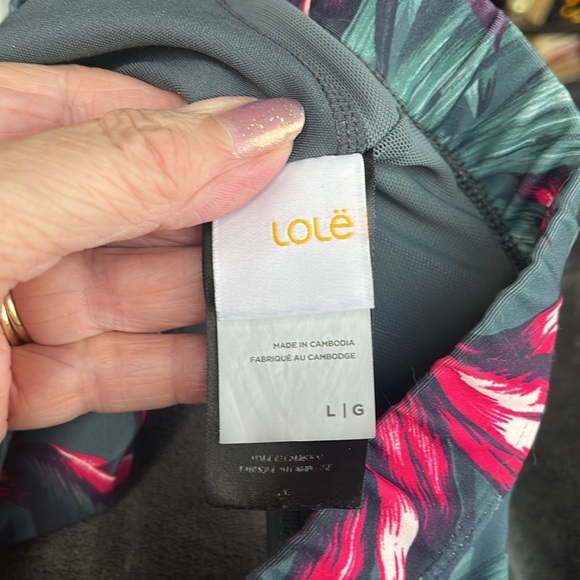 Lolë
MADE IN CAMBODIA
FABRIQUÉ AU CAMBODGE
L | G